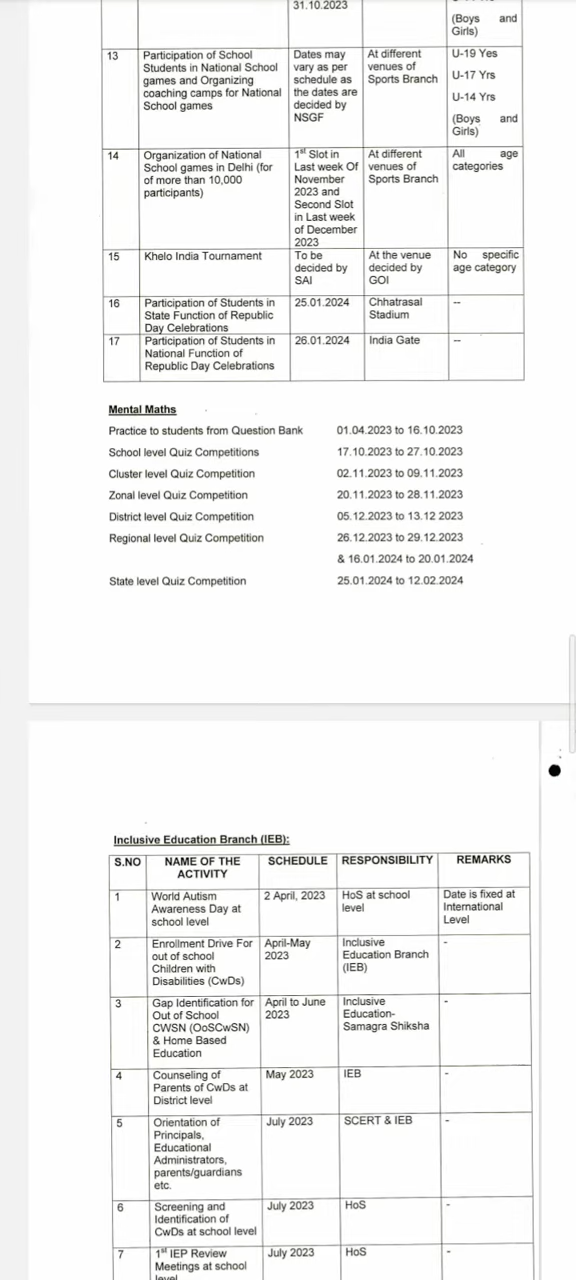 31.10.2023
(Boys and
Girls)
13
Participation of School
Students in National School
games and Organizing
coaching camps for National
School games
Dates may
vary as per
schedule as
the dates are
decided by
NSGF
At different
venues of
Sports Branch
U-19 Yes
U-17 Yrs
U-14 Yrs
(Boys and
Girls)
14
Organization of National
School games in Delhi (for
of more than 10,000
participants)
1st Slot in
Last week Of
November
2023 and
Second Slot
in Last week
of December
2023
At different
venues of
Sports Branch
All age
categories
15
Khelo India Tournament
To be
decided by
SAI
At the venue
decided by
GOI
No specific
age category
16
Participation of Students in
State Function of Republic
Day Celebrations
25.01.2024
Chhatrasal
Stadium
--
17
Participation of Students in
National Function of
Republic Day Celebrations
26.01.2024
India Gate
--
Mental Maths
Practice to students from Question Bank 01.04.2023 to 16.10.2023
School level Quiz Competitions 17.10.2023 to 27.10.2023
Cluster level Quiz Competition 02.11.2023 to 09.11.2023
Zonal level Quiz Competition 20.11.2023 to 28.11.2023
District level Quiz Competition 05.12.2023 to 13.12 2023
Regional level Quiz Competition 26.12.2023 to 29.12.2023
& 16.01.2024 to 20.01.2024
State level Quiz Competition 25.01.2024 to 12.02.2024
Inclusive Education Branch (IEB):
S.NO
NAME OF THE
ACTIVITY
SCHEDULE
RESPONSIBILITY
REMARKS
1
World Autism
Awareness Day at
school level
2 April, 2023
HoS at school
level
Date is fixed at
International
Level
2
Enrollment Drive For
out of school
Children with
Disabilities (CwDs)
April-May
2023
Inclusive
Education Branch
(IEB)
-
3
Gap Identification for
Out of School
CWSN (OoSCwSN)
& Home Based
Education
April to June
2023
Inclusive
Education-
Samagra Shiksha
-
4
Counseling of
Parents of CwDs at
District level
May 2023
IEB
-
5
Orientation of
Principals,
Educational
Administrators,
parents/guardians
etc.
July 2023
SCERT & IEB
-
6
Screening and
Identification of
CwDs at school level
July 2023
HoS
-
7
1st IEP Review
Meetings at school
level
July 2023
HoS
-